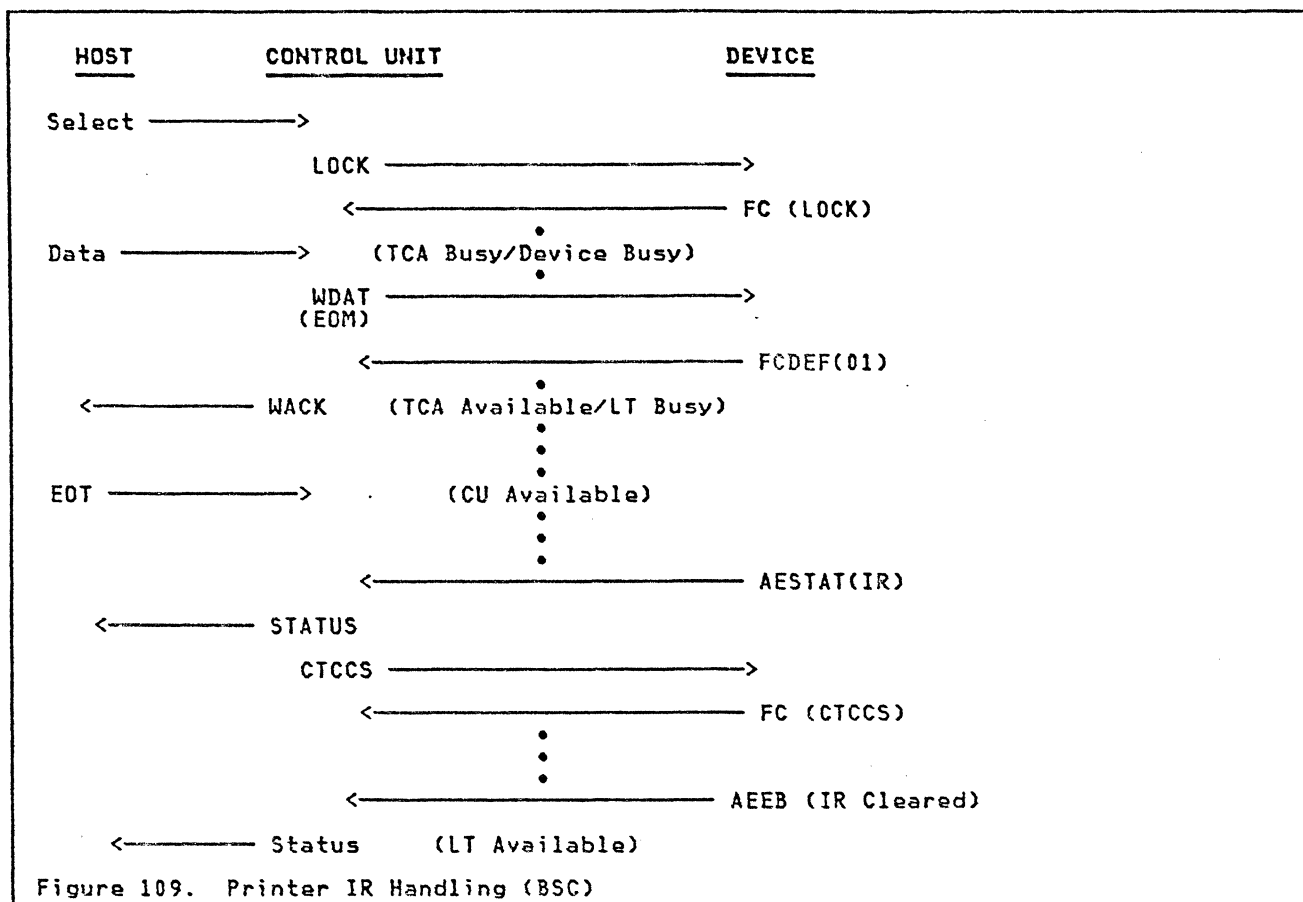 HOST CONTROL UNIT DEVICE
Select
LOCK
FC (LOCK)
Data (TCA Busy/Device Busy)
WDAT
(EOM)
FCDEF(01)
WACK (TCA Available/LT Busy)
EOT (CU Available)
AESTAT(IR)
STATUS
CTCCS
FC (CTCCS)
AEEB (IR Cleared)
Status (LT Available)
Figure 109. Printer IR Handling (BSC)